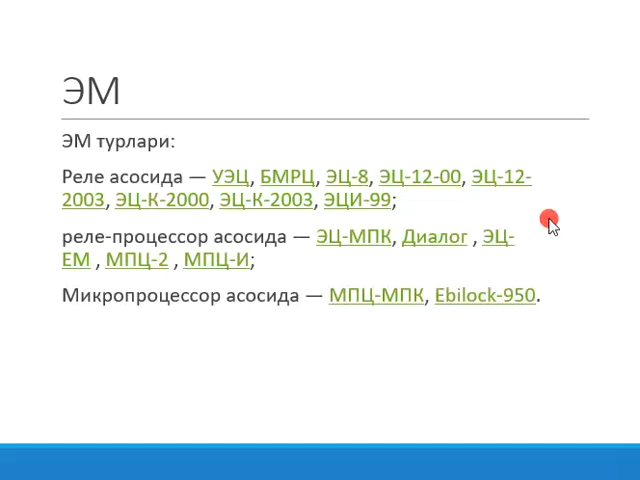 ЭМ
ЭМ турлари:
Реле асосида — УЭЦ, БМРЦ, ЭЦ-8, ЭЦ-12-00, ЭЦ-12-
2003, ЭЦ-К-2000, ЭЦ-К-2003, ЭЦИ-99;
реле-процессор асосида — ЭЦ-МПК, Диалог , ЭЦ-
ЕМ , МПЦ-2 , МПЦ-И;
Микропроцессор асосида — МПЦ-МПК, Ebilock-950.